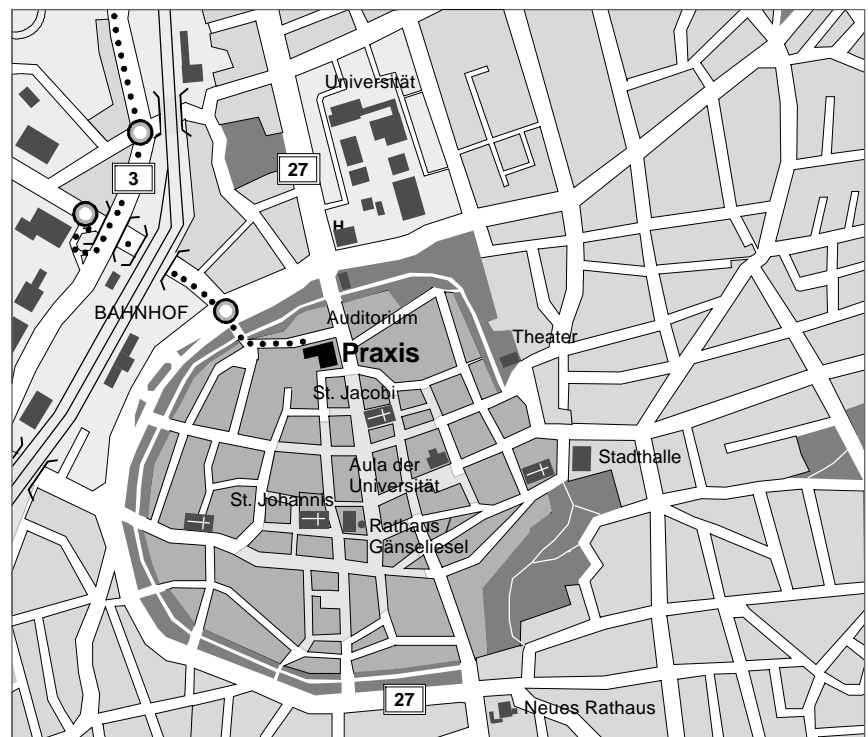 Universität
27
3
H
BAHNHOF
Auditorium
Theater
Praxis
St. Jacobi
Aula der
Universität
Stadthalle
St. Johannis
Rathaus
Gänseliesel
27
Neues Rathaus